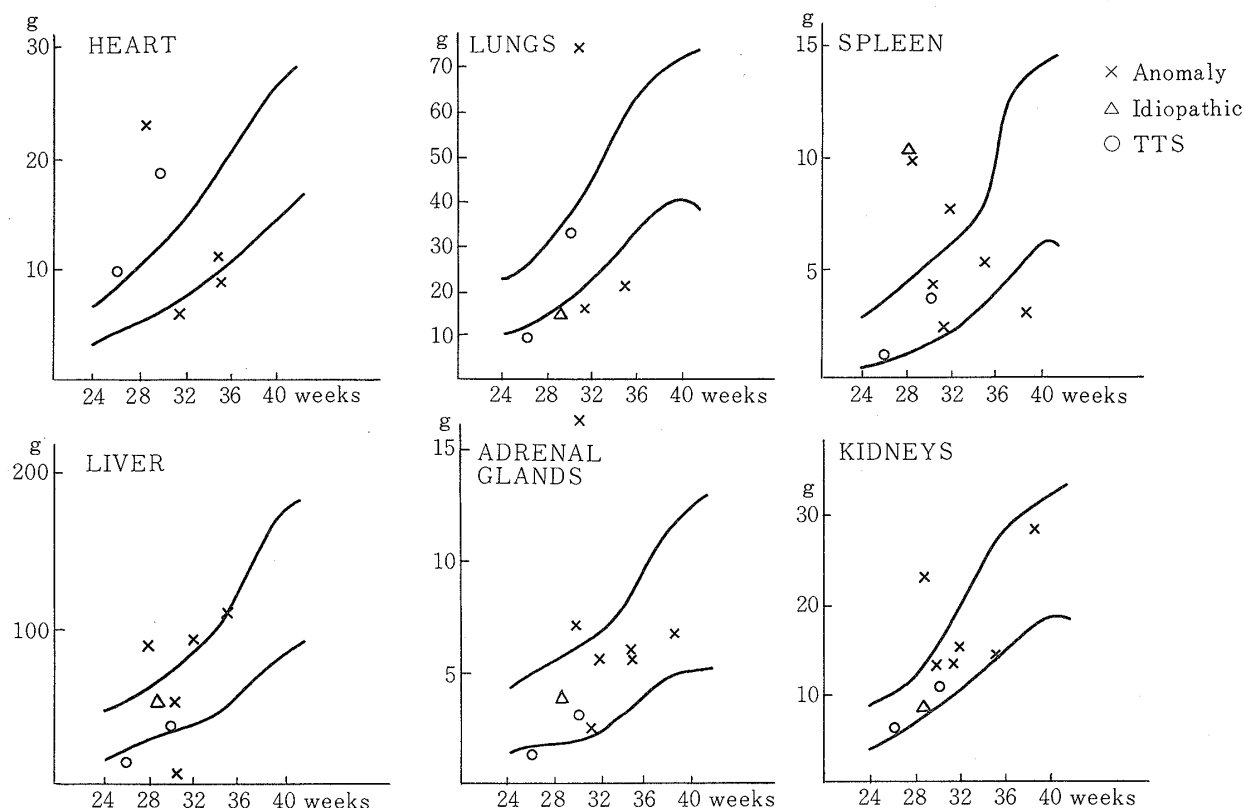 g
HEART
30
20
10
24 28 32 36 40 weeks
g
LUNGS
70
60
50
40
30
20
10
24 28 32 36 40 weeks
SPLEEN
15
10
5
24 28 32 36 40 weeks
× Anomaly
△ Idiopathic
○ TTS
g
LIVER
200
100
24 28 32 36 40 weeks
g
ADRENAL
GLANDS
15
10
5
24 28 32 36 40 weeks
KIDNEYS
g
30
20
10
24 28 32 36 40 weeks
g